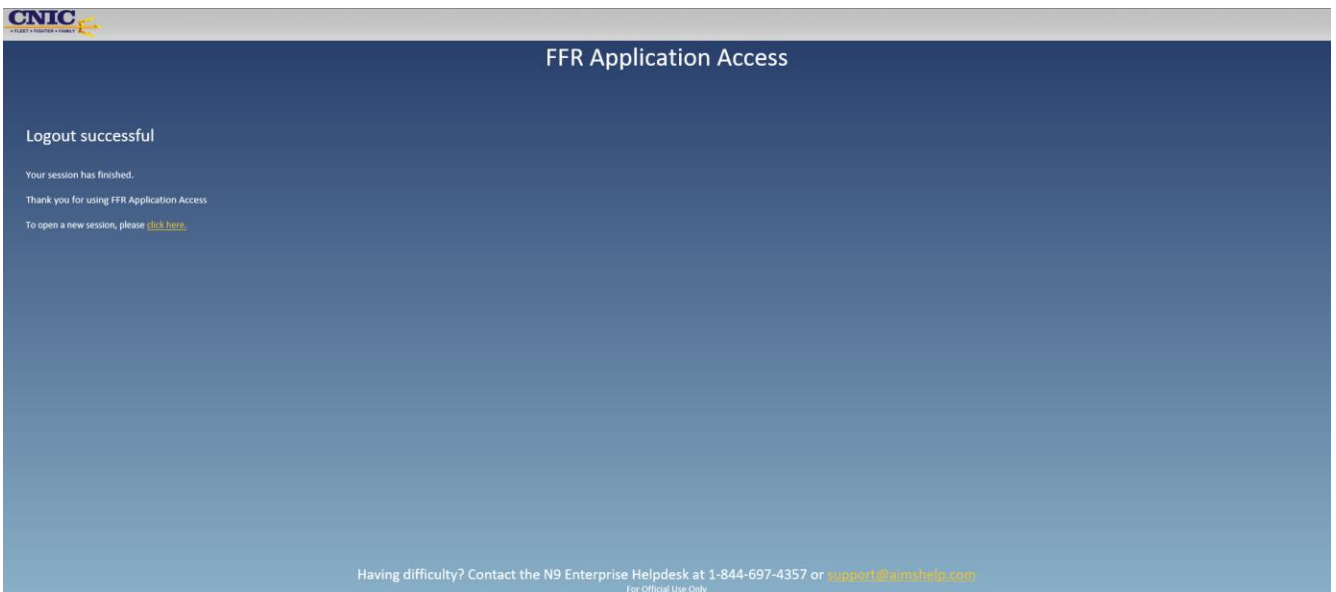 CNIC
• FLEET • FIGHTER • FAMILY
FFR Application Access
Logout successful
Your session has finished.
Thank you for using FFR Application Access
To open a new session, please click here.
Having difficulty? Contact the N9 Enterprise Helpdesk at 1-844-697-4357 or support@aimshelp.com
For Official Use Only